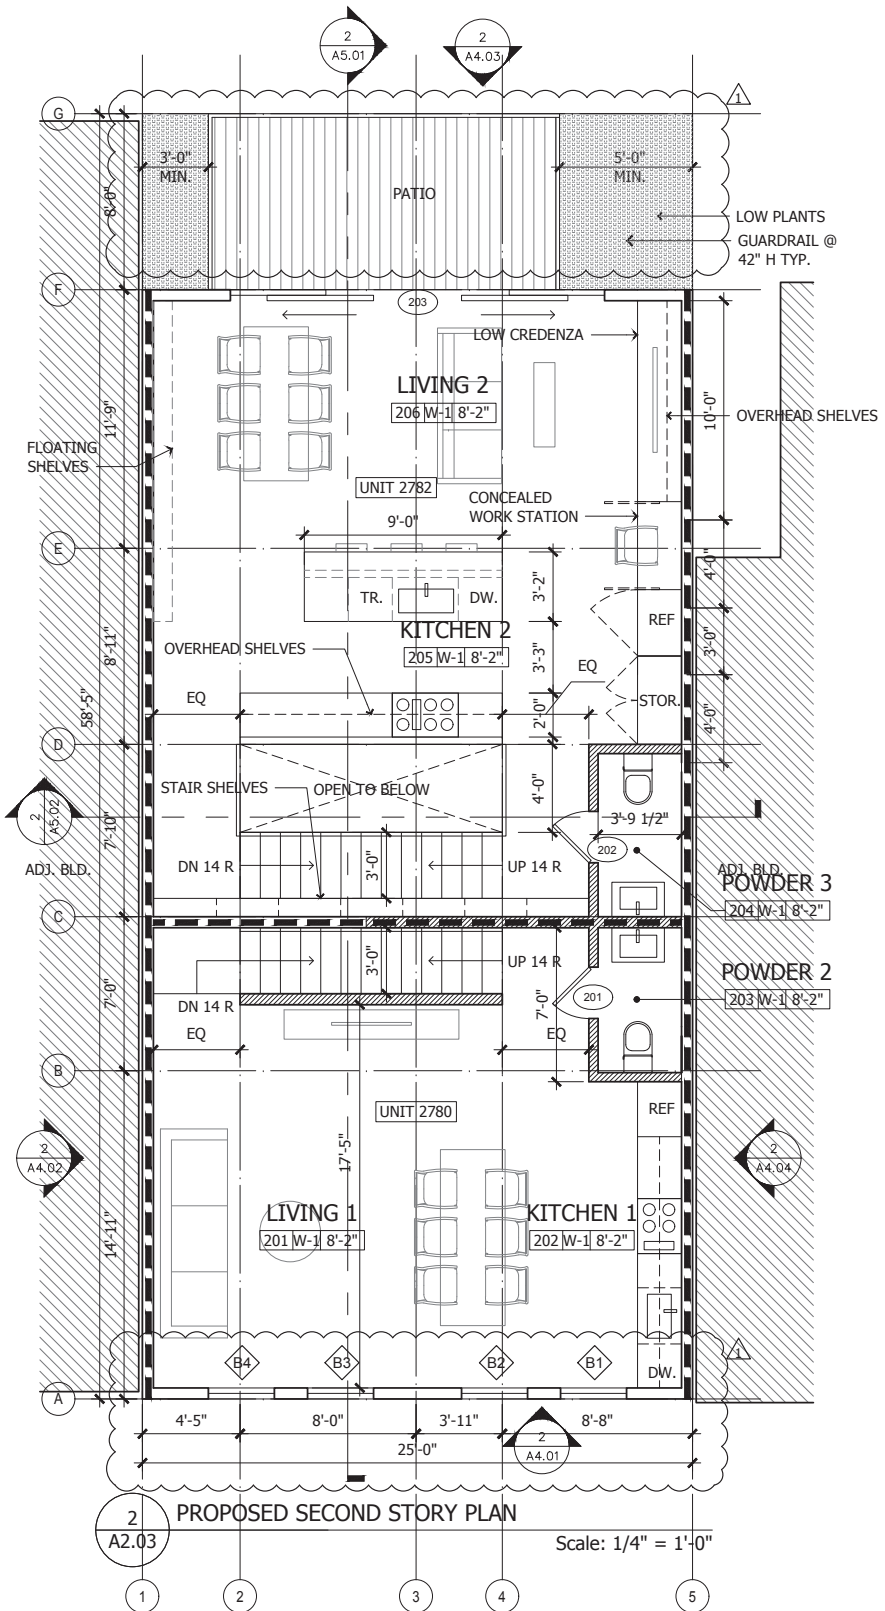 2
A5.01
2
A4.03
1
G
3'-0"
MIN.
5'-0"
MIN.
8'-0"
PATIO
LOW PLANTS
GUARDRAIL @
42" H TYP.
F
203
LOW CREDENZA
LIVING 2
206 W-1 8'-2"
11'-9"
10'-0"
OVERHEAD SHELVES
FLOATING
SHELVES
UNIT 2782
CONCEALED
WORK STATION
9'-0"
E
4'-0"
3'-2"
TR.
DW.
REF
KITCHEN 2
205 W-1 8'-2"
8'-11"
OVERHEAD SHELVES
3'-3"
3'-0"
EQ
EQ
58'-5"
2'-0"
STOR.
4'-0"
D
STAIR SHELVES
OPEN TO BELOW
4'-0"
2
A5.02
7'-10"
3'-9 1/2"
202
ADJ. BLD.
DN 14 R
3'-0"
UP 14 R
ADJ. BLD.
POWDER 3
204 W-1 8'-2"
C
3'-0"
UP 14 R
POWDER 2
203 W-1 8'-2"
7'-0"
DN 14 R
7'-0"
201
EQ
EQ
B
UNIT 2780
REF
2
A4.02
17'-5"
2
A4.04
14'-11"
LIVING 1
201 W-1 8'-2"
KITCHEN 1
202 W-1 8'-2"
1
B4
B3
B2
B1
DW.
A
4'-5"
8'-0"
3'-11"
8'-8"
25'-0"
2
A4.01
2
A2.03
PROPOSED SECOND STORY PLAN
Scale: 1/4" = 1'-0"
1
2
3
4
5